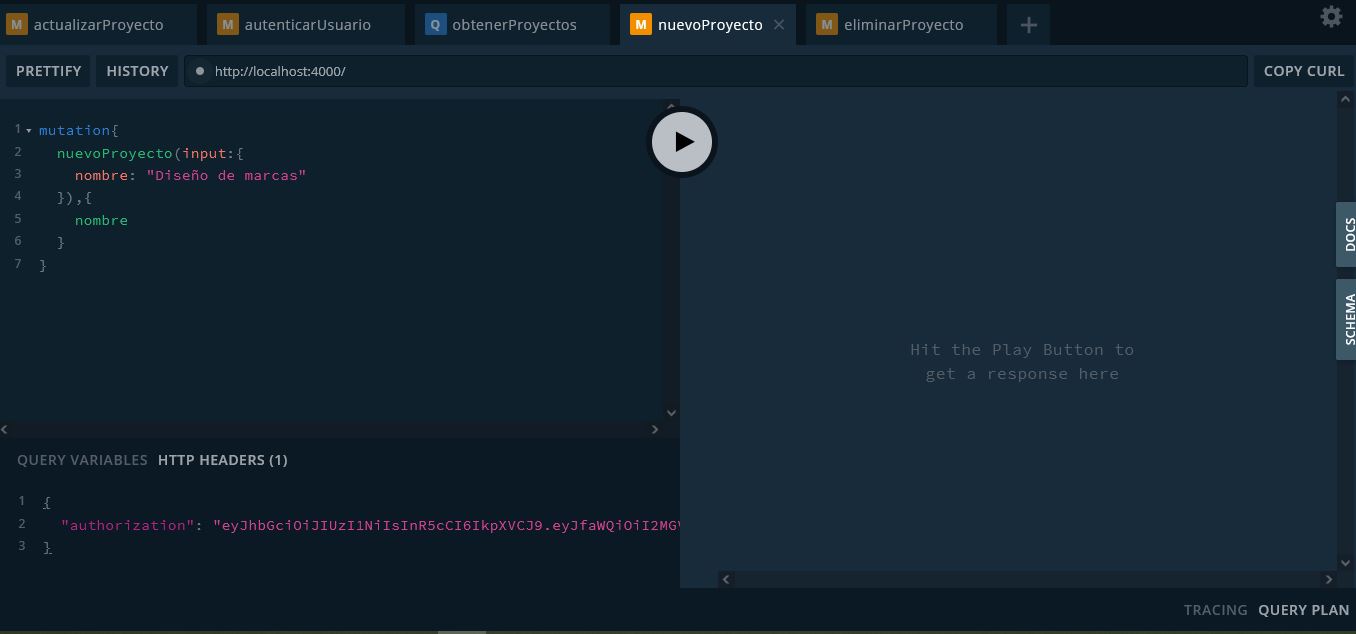 M actualizarProyecto
M autenticarUsuario
Q obtenerProyectos
M nuevoProyecto ×
M eliminarProyecto
+
PRETTIFY
HISTORY
http://localhost:4000/
COPY CURL
1 mutation{
2 nuevoProyecto(input:{
3 nombre: "Diseño de marcas"
4 }),{
5 nombre
6 }
7 }
Hit the Play Button to
get a response here
DOCS
SCHEMA
QUERY VARIABLES HTTP HEADERS (1)
1 {
2 "authorization": "eyJhbGciOiJIUzI1NiIsInR5cCI6IkpXVCJ9.eyJfaWQiOiI2MGV
3 }
TRACING QUERY PLAN